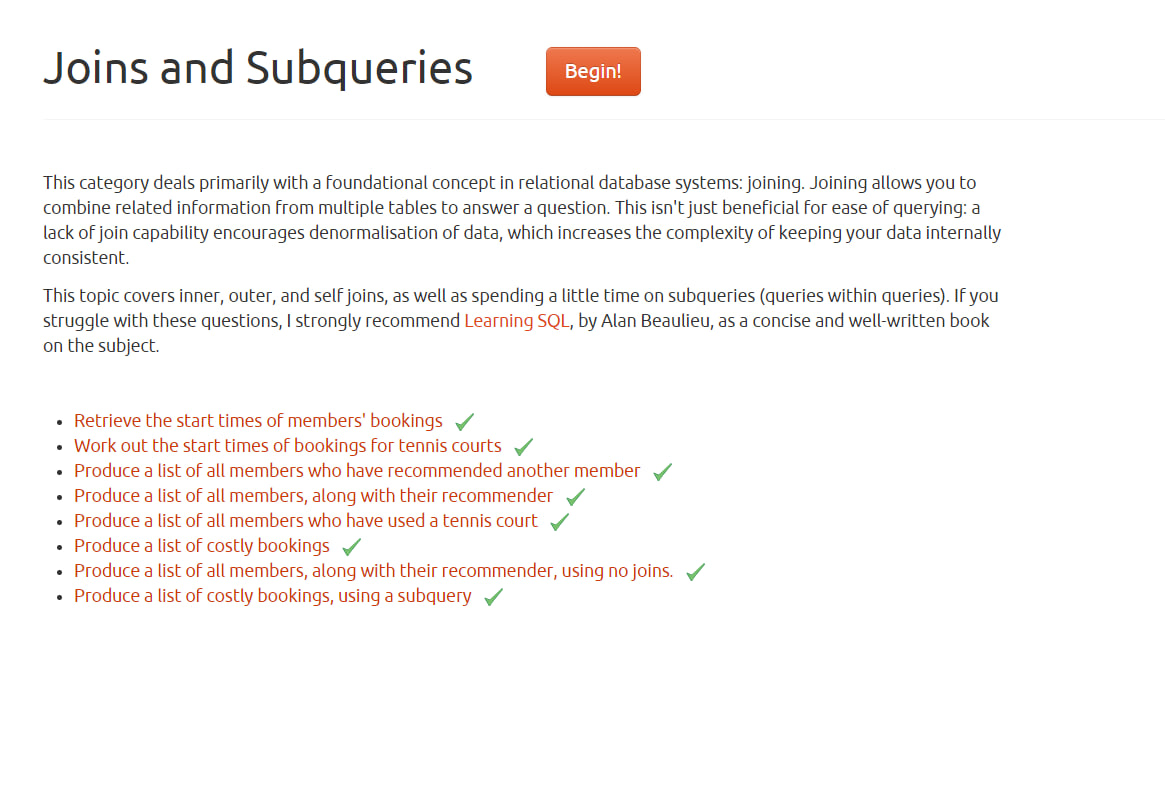 Joins and Subqueries
Begin!
This category deals primarily with a foundational concept in relational database systems: joining. Joining allows you to
combine related information from multiple tables to answer a question. This isn't just beneficial for ease of querying: a
lack of join capability encourages denormalisation of data, which increases the complexity of keeping your data internally
consistent.
This topic covers inner, outer, and self joins, as well as spending a little time on subqueries (queries within queries). If you
struggle with these questions, I strongly recommend Learning SQL, by Alan Beaulieu, as a concise and well-written book
on the subject.
Retrieve the start times of members' bookings
Work out the start times of bookings for tennis courts
Produce a list of all members who have recommended another member
Produce a list of all members, along with their recommender
Produce a list of all members who have used a tennis court
Produce a list of costly bookings
Produce a list of all members, along with their recommender, using no joins.
Produce a list of costly bookings, using a subquery